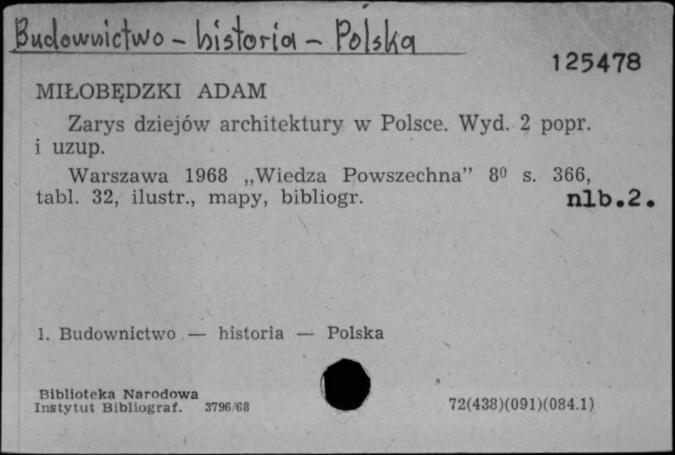 Budownictwo - historia - Polska
125478
MIŁOBĘDZKI ADAM
Zarys dziejów architektury w Polsce. Wyd. 2 popr.
i uzup.
Warszawa 1968 „Wiedza Powszechna” 8⁰ s. 366,
tabl. 32, ilustr., mapy, bibliogr. nlb.2.
1. Budownictwo — historia — Polska
Biblioteka Narodowa
Instytut Bibliograf. 3796/68 72(438)(091)(084.1)